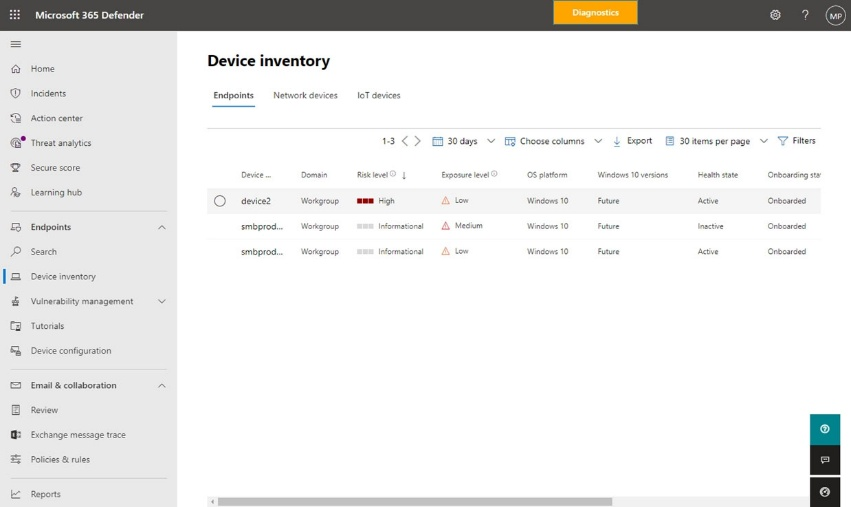 Microsoft 365 Defender
Diagnostics
?
MP
Home
Incidents
Action center
Threat analytics
Secure score
Learning hub
Endpoints
Search
Device inventory
Vulnerability management
Tutorials
Device configuration
Email & collaboration
Review
Exchange message trace
Policies & rules
Reports
Device inventory
Endpoints Network devices IoT devices
1-3 30 days Choose columns Export 30 items per page Filters
Device ... Domain Risk level Exposure level OS platform Windows 10 versions Health state Onboarding sta
device2 Workgroup High Low Windows 10 Future Active Onboarded
smbprod... Workgroup Informational Medium Windows 10 Future Inactive Onboarded
smbprod... Workgroup Informational Low Windows 10 Future Active Onboarded